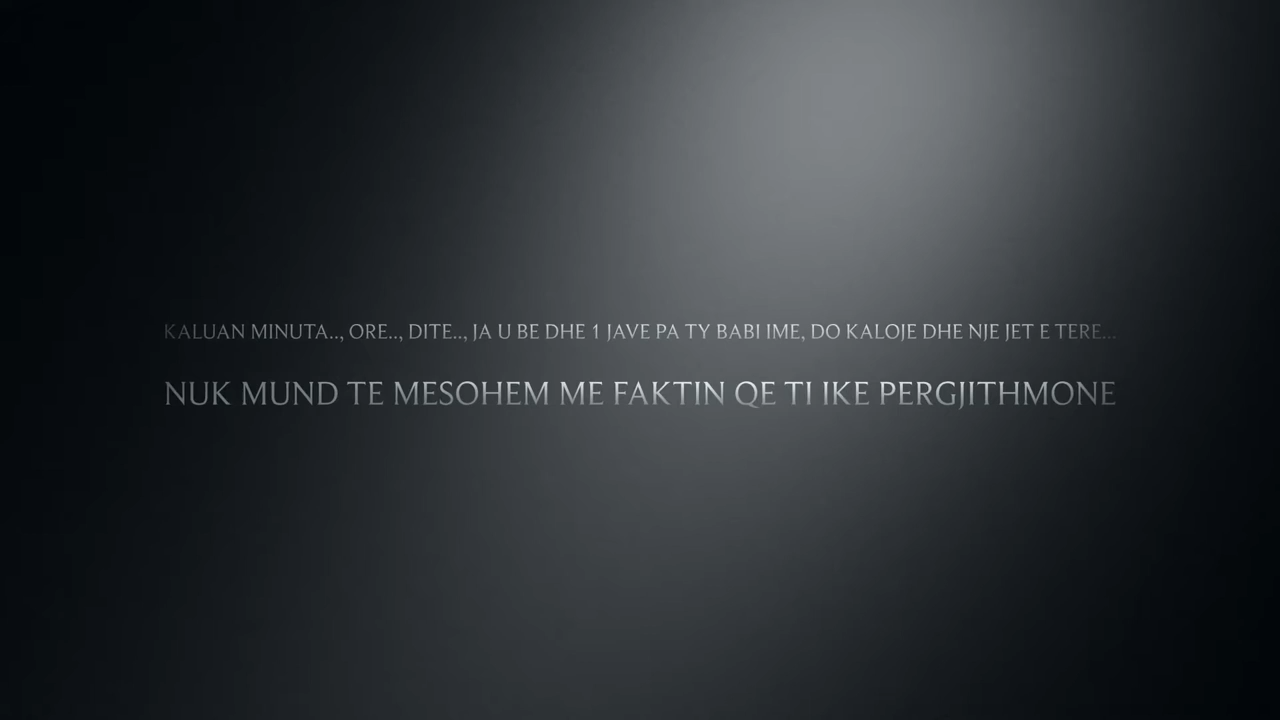 KALUAN MINUTA.., ORE.., DITE.., JA U BE DHE 1 JAVE PA TY BABI IME, DO KALOJE DHE NJE JET E TERE...
NUK MUND TE MESOHEM ME FAKTIN QE TI IKE PERGJITHMONE